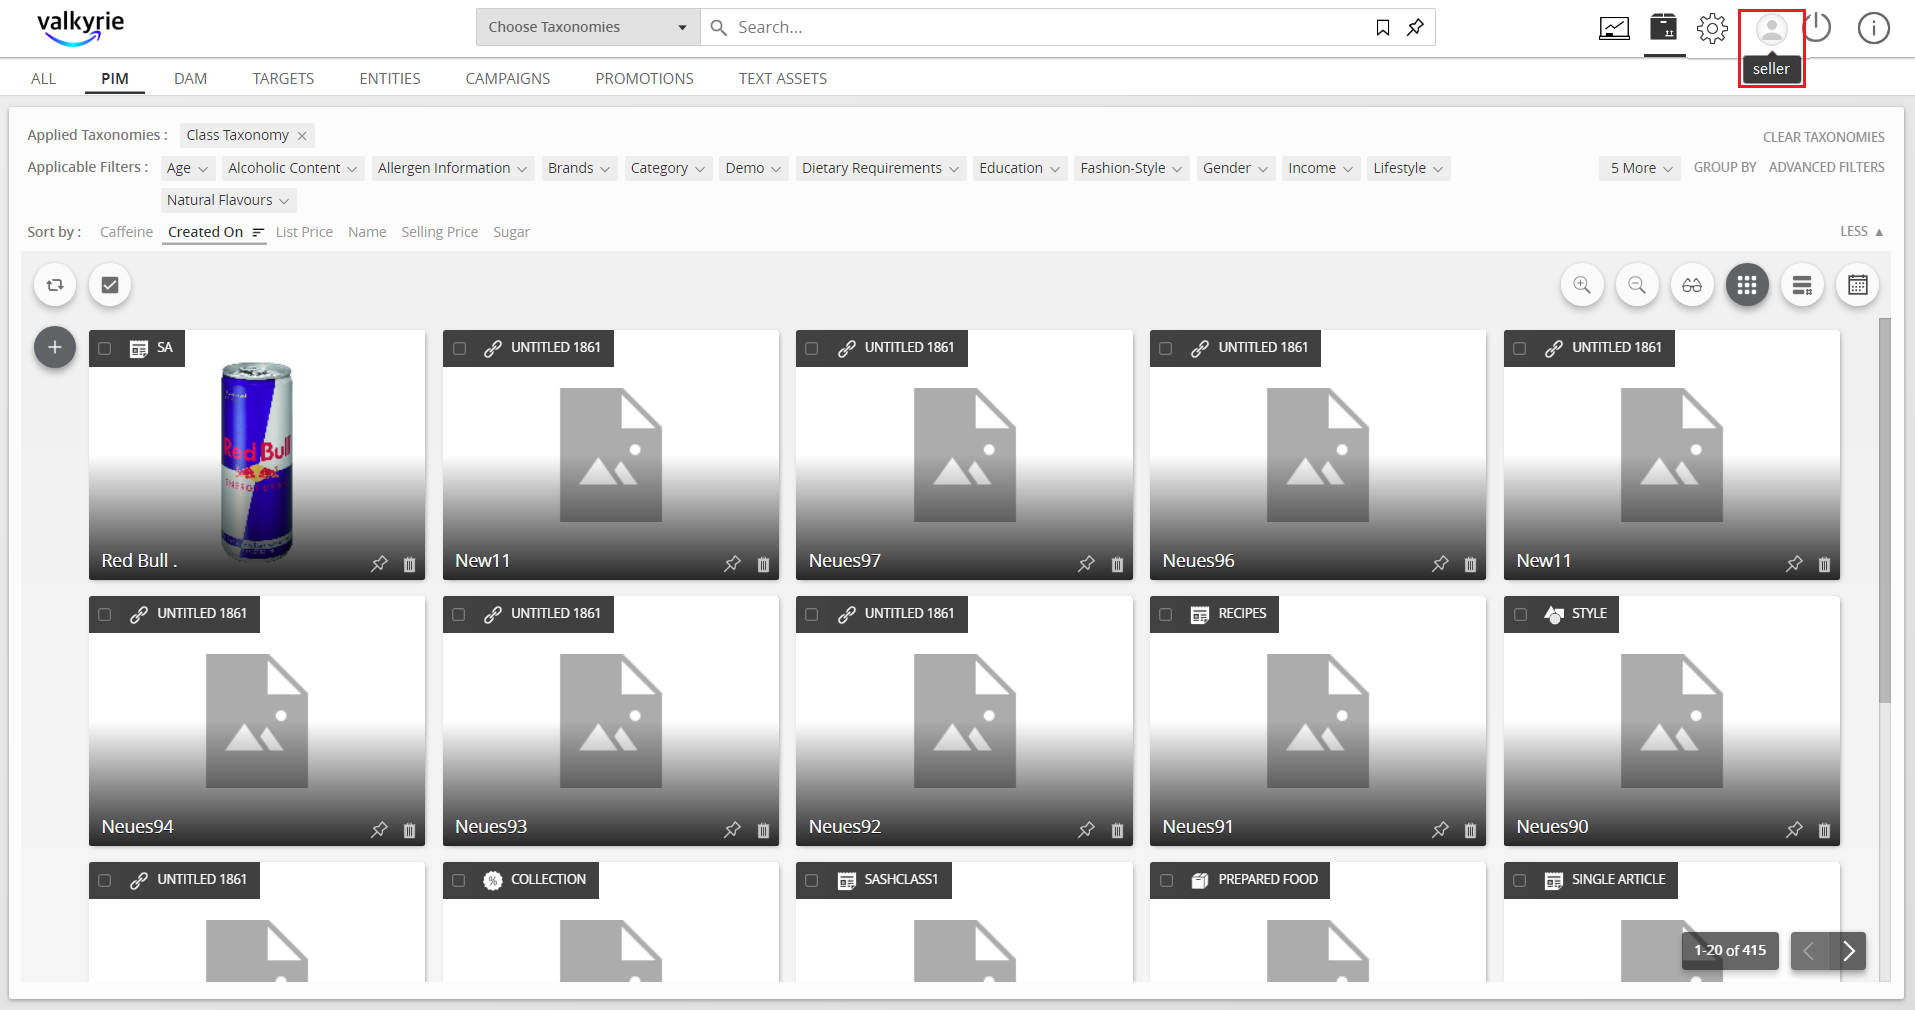 valkyrie
Choose Taxonomies
Search...
seller
ALL PIM DAM TARGETS ENTITIES CAMPAIGNS PROMOTIONS TEXT ASSETS
Applied Taxonomies : Class Taxonomy
CLEAR TAXONOMIES
Applicable Filters : Age Alcoholic Content Allergen Information Brands Category Demo Dietary Requirements Education Fashion-Style Gender Income Lifestyle
5 More GROUP BY ADVANCED FILTERS
Natural Flavours
Sort by : Caffeine Created On List Price Name Selling Price Sugar
LESS
SA UNTITLED 1861 UNTITLED 1861 UNTITLED 1861 UNTITLED 1861
Red Bull
ENERGY DRINK
Red Bull . New11 Neues97 Neues96 New11
UNTITLED 1861 UNTITLED 1861 UNTITLED 1861 RECIPES STYLE
Neues94 Neues93 Neues92 Neues91 Neues90
UNTITLED 1861 COLLECTION SASHCLASS1 PREPARED FOOD SINGLE ARTICLE
1-20 of 415